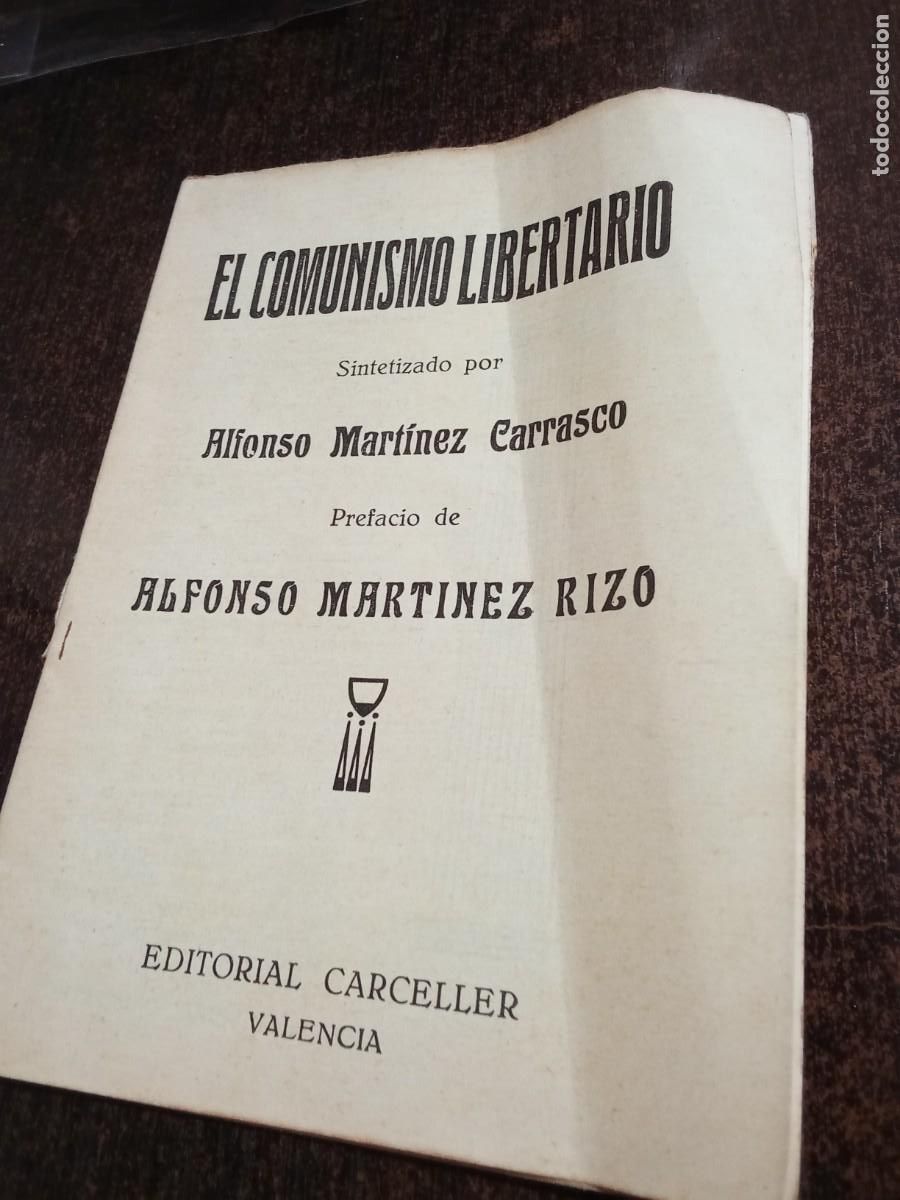 EL COMUNISMO LIBERTARIO
Sintetizado por
Alfonso Martínez Carrasco
Prefacio de
ALFONSO MARTINEZ RIZO
EDITORIAL CARCELLER
VALENCIA
todocoleccion